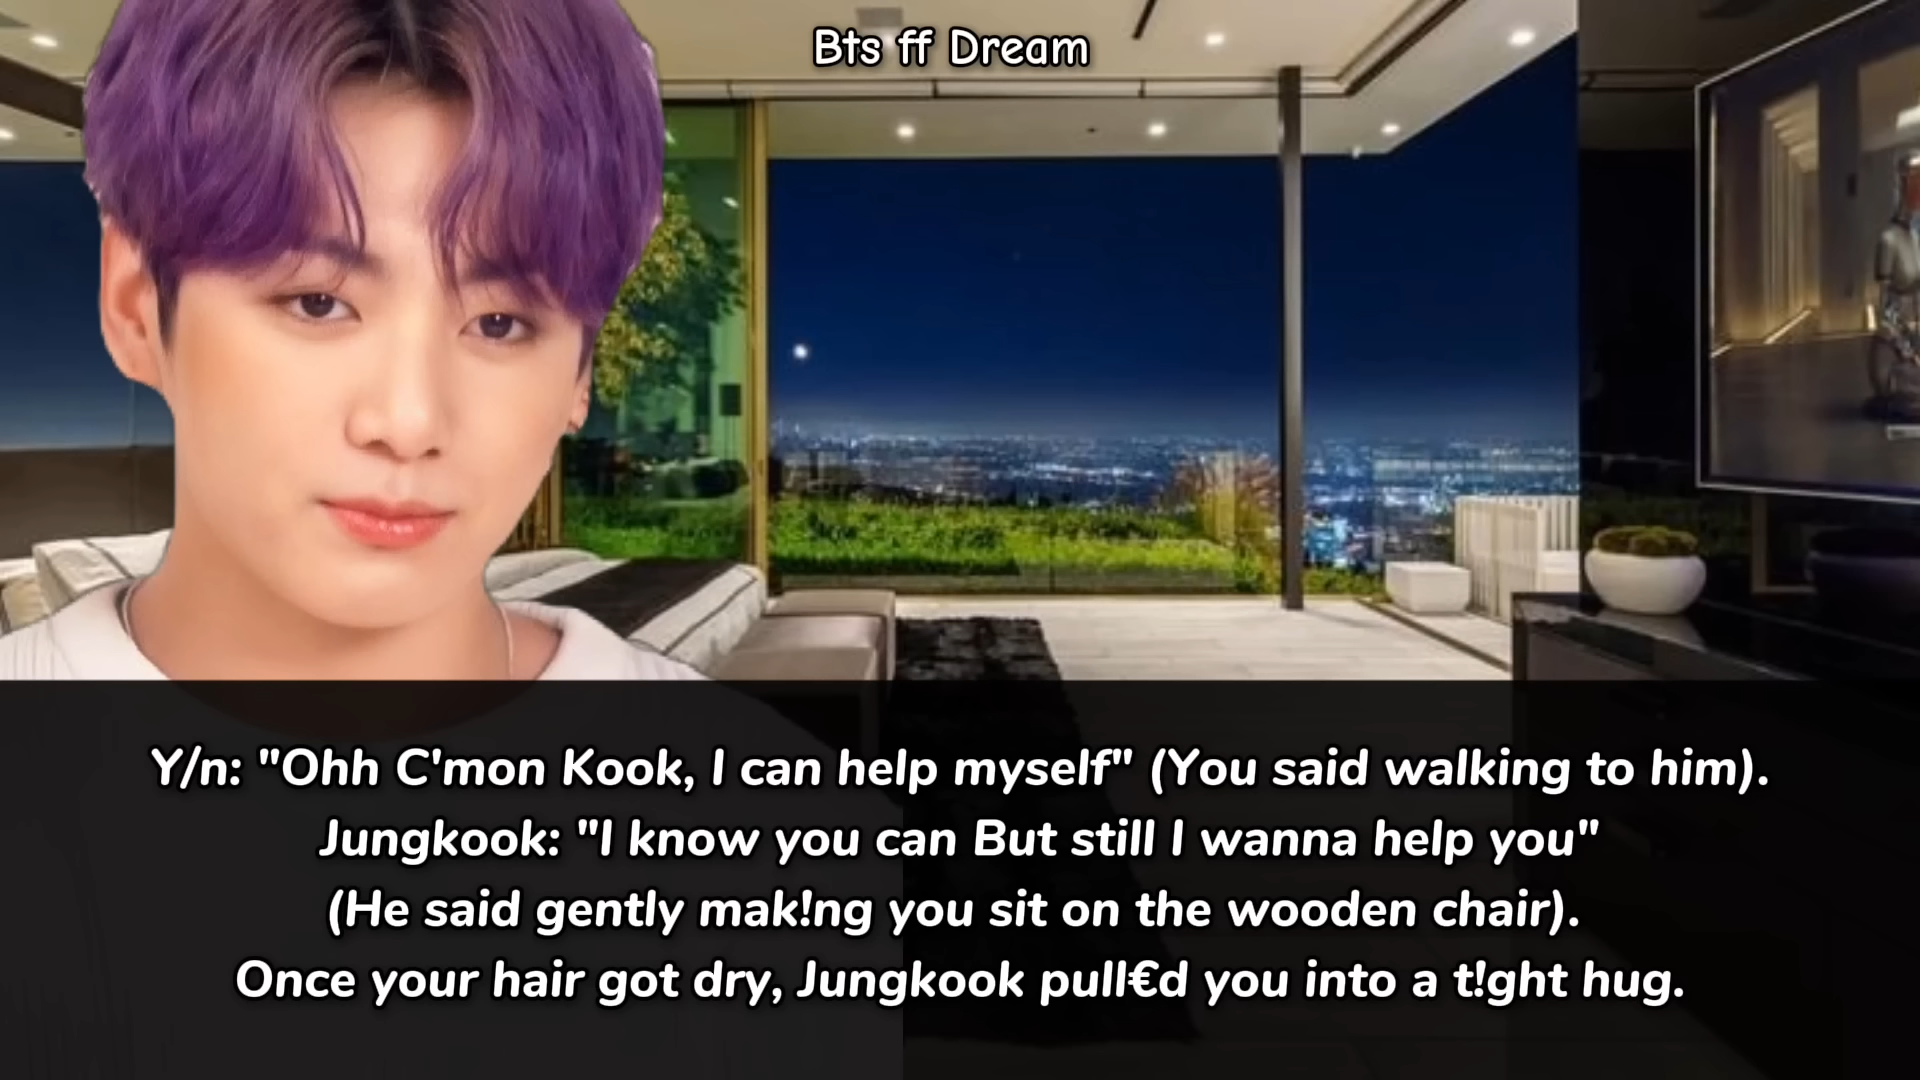 Bts ff Dream
Y/n: "Ohh C'mon Kook, I can help myself" (You said walking to him).
Jungkook: "I know you can But still I wanna help you"
(He said gently mak!ng you sit on the wooden chair).
Once your hair got dry, Jungkook pull€d you into a t!ght hug.